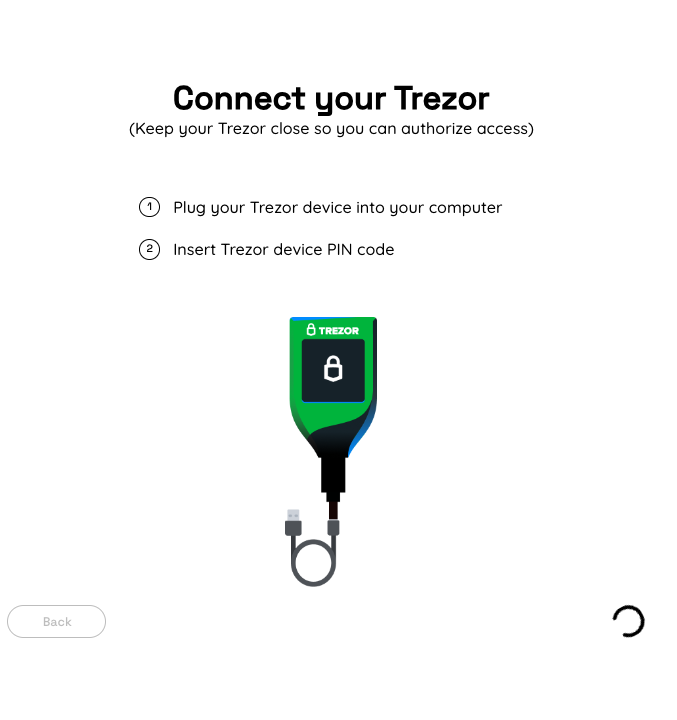 Connect your Trezor
(Keep your Trezor close so you can authorize access)
1 Plug your Trezor device into your computer
2 Insert Trezor device PIN code
TREZOR
Back